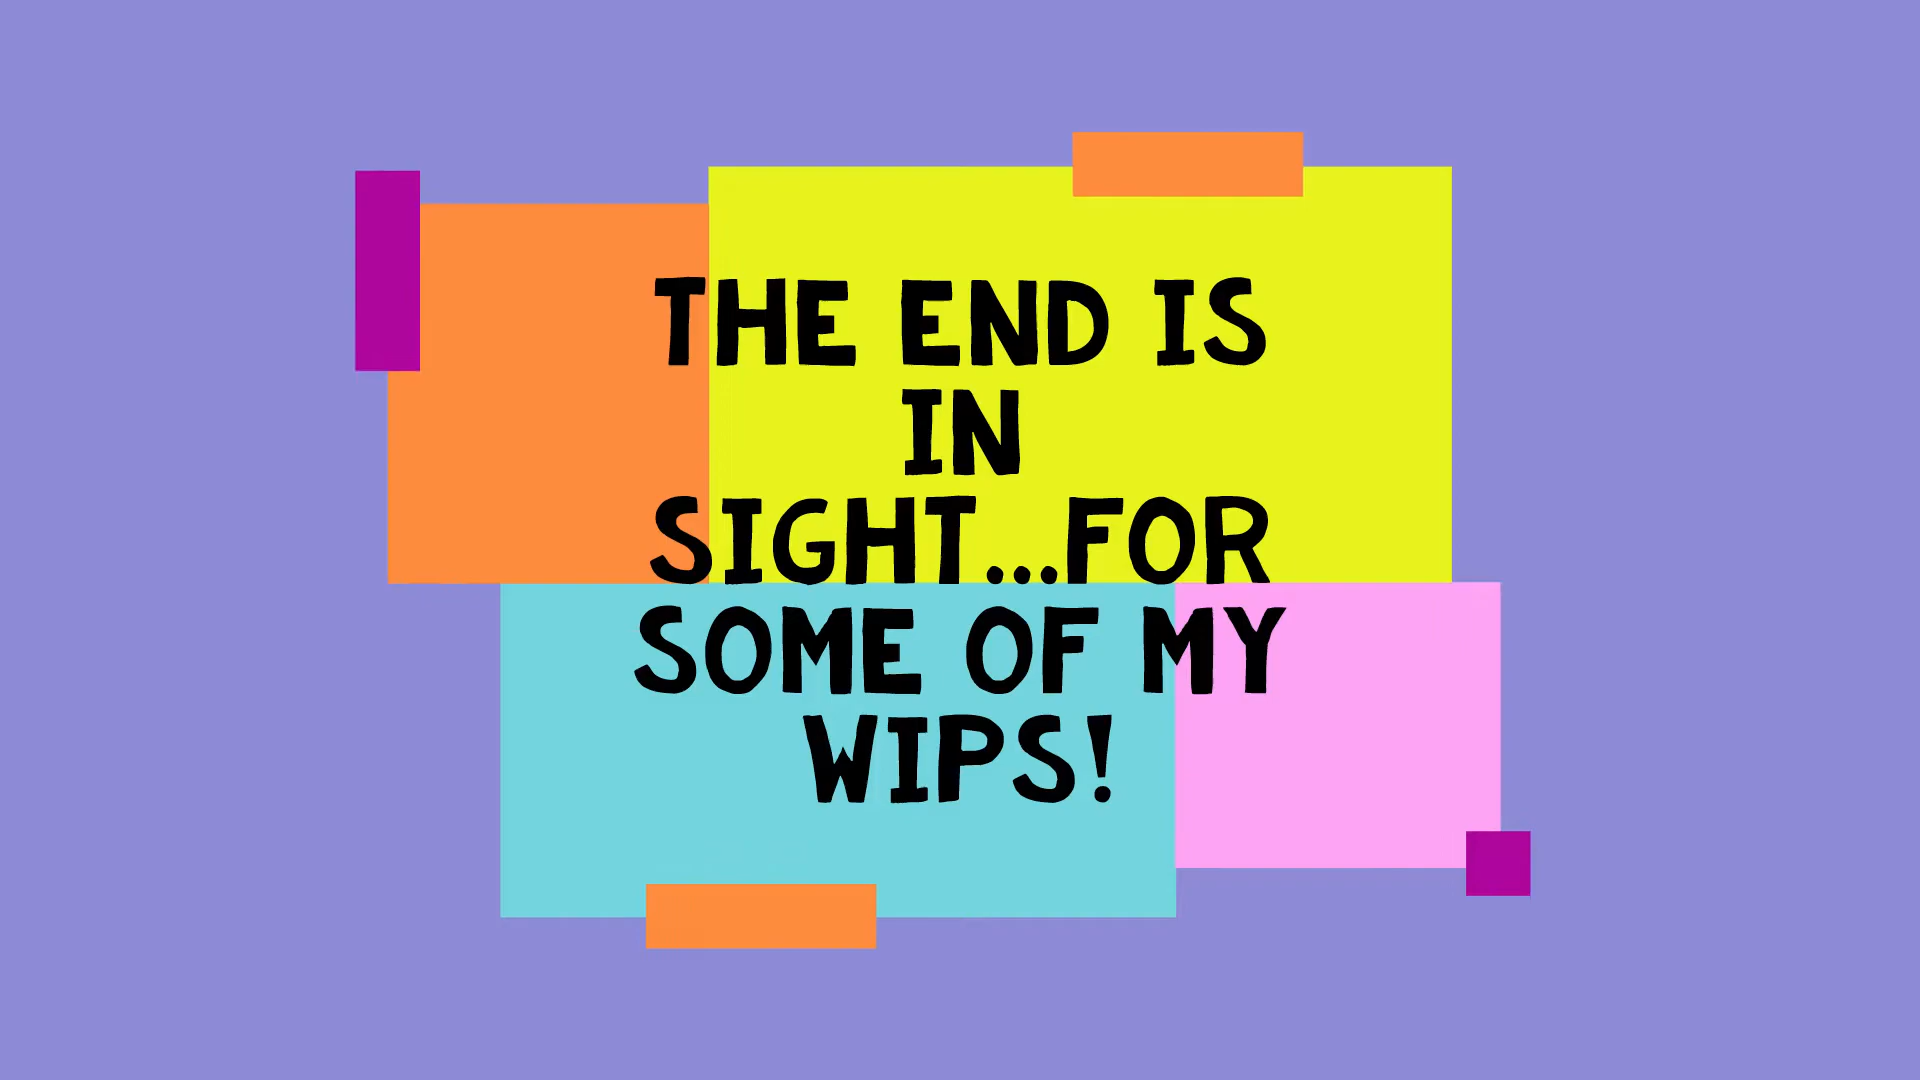 THE END IS
IN
SIGHT...FOR
SOME OF MY
WIPS!